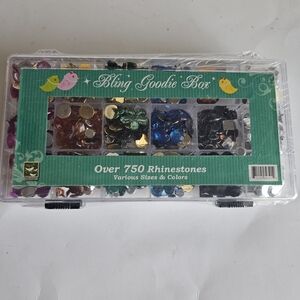 Bling Goodie Box
Over 750 Rhinestones
Various Sizes & Colors